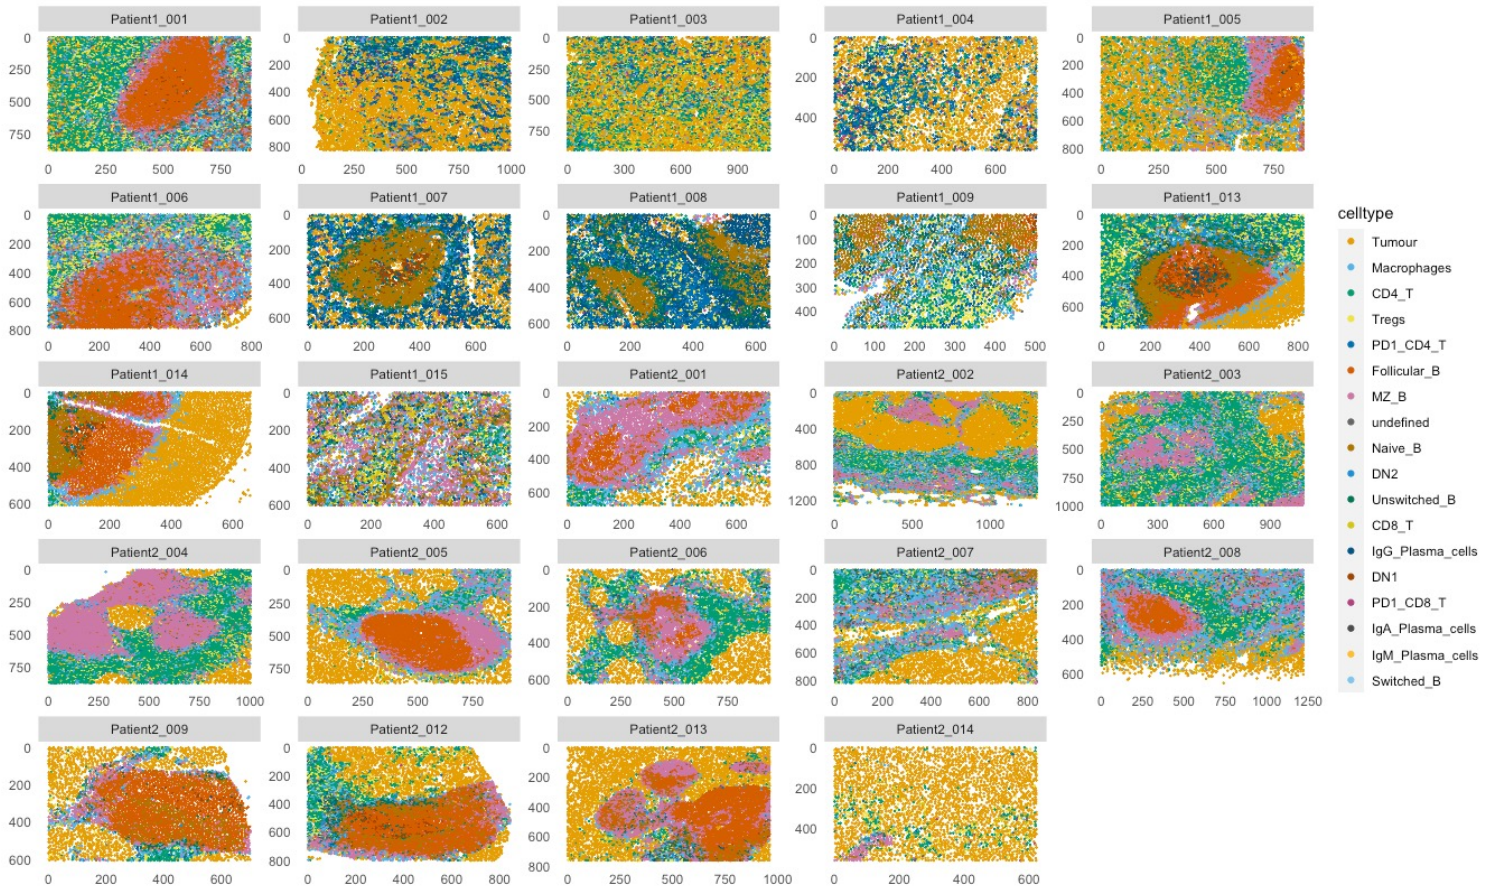 Patient1_001 Patient1_002 Patient1_003 Patient1_004 Patient1_005
0 250 500 750
0 250 500 750
0 200 400 600 800
0 250 500 750 1000
0 250 500 750
0 300 600 900
0 200 400
0 200 400 600
0 200 400 600 800
0 250 500 750
Patient1_006 Patient1_007 Patient1_008 Patient1_009 Patient1_013
0 200 400 600 800
0 200 400 600 800
0 200 400 600
0 200 400 600
0 200 400 600
0 200 400 600
0 100 200 300 400
0 100 200 300 400 500
0 200 400 600
0 200 400 600 800
Patient1_014 Patient1_015 Patient2_001 Patient2_002 Patient2_003
0 200 400 600
0 200 400 600
0 200 400 600
0 200 400 600
0 200 400 600
0 200 400 600
0 400 800 1200
0 500 1000
0 250 500 750 1000
0 300 600 900
Patient2_004 Patient2_005 Patient2_006 Patient2_007 Patient2_008
0 250 500 750
0 250 500 750 1000
0 250 500 750
0 250 500 750
0 200 400 600
250 500 750
0 200 400 600 800
0 200 400 600 800
0 200 400 600
0 250 500 750 1000 1250
Patient2_009 Patient2_012 Patient2_013 Patient2_014
0 200 400 600
0 200 400 600
0 200 400 600 800
0 200 400 600 800
0 200 400 600 800
0 250 500 750 1000
0 400
0 200 400 600
celltype
Tumour
Macrophages
CD4_T
Tregs
PD1_CD4_T
Follicular_B
MZ_B
undefined
Naive_B
DN2
Unswitched_B
CD8_T
IgG_Plasma_cells
DN1
PD1_CD8_T
IgA_Plasma_cells
IgM_Plasma_cells
Switched_B